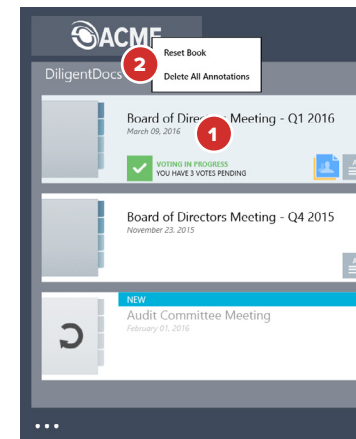 ACME
Reset Book
Delete All Annotations
2
DiligentDocs
Board of Directors Meeting - Q1 2016
March 09, 2016
1
VOTING IN PROGRESS
YOU HAVE 3 VOTES PENDING
Board of Directors Meeting - Q4 2015
November 23, 2015
NEW
Audit Committee Meeting
February 01, 2016